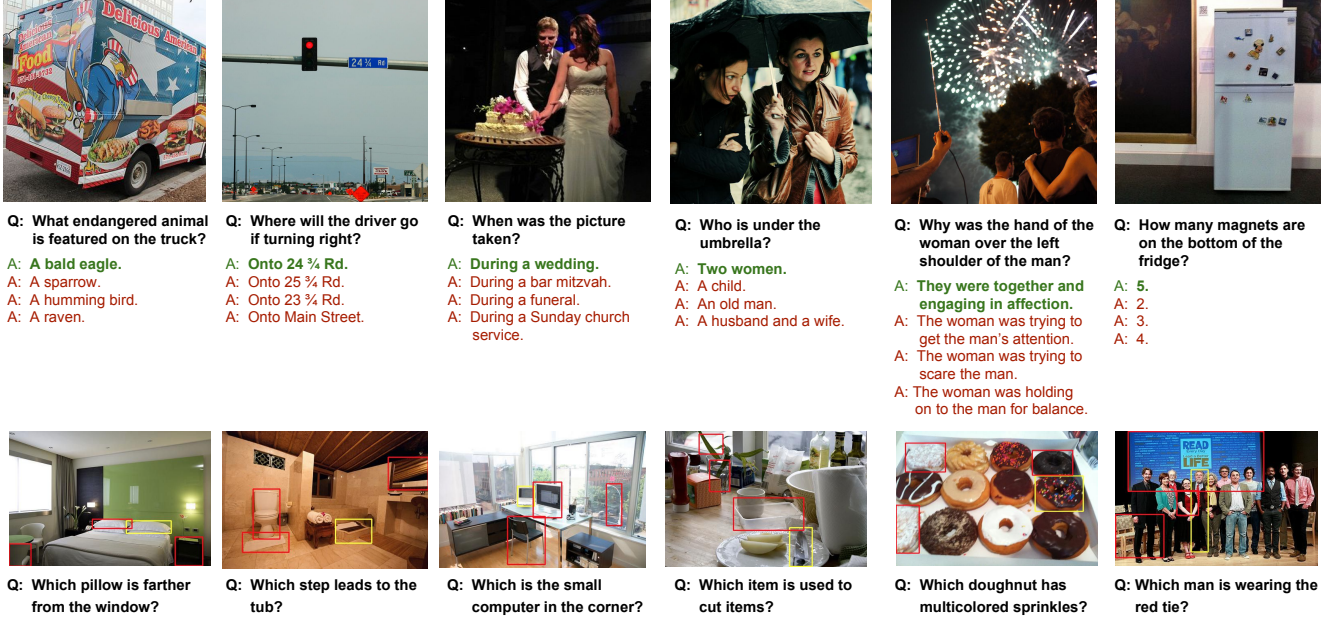 Delicious American
Delicious
American
Food
24 ¾ Rd
Q: What endangered animal
is featured on the truck?
A: A bald eagle.
A: A sparrow.
A: A humming bird.
A: A raven.
Q: Where will the driver go
if turning right?
A: Onto 24 ¾ Rd.
A: Onto 25 ¾ Rd.
A: Onto 23 ¾ Rd.
A: Onto Main Street.
Q: When was the picture
taken?
A: During a wedding.
A: During a bar mitzvah.
A: During a funeral.
A: During a Sunday church
service.
Q: Who is under the
umbrella?
A: Two women.
A: A child.
A: An old man.
A: A husband and a wife.
Q: Why was the hand of the
woman over the left
shoulder of the man?
A: They were together and
engaging in affection.
A: The woman was trying to
get the man's attention.
A: The woman was trying to
scare the man.
A: The woman was holding
on to the man for balance.
Q: How many magnets are
on the bottom of the
fridge?
A: 5.
A: 2.
A: 3.
A: 4.
READ
LIFE
Q: Which pillow is farther
from the window?
Q: Which step leads to the
tub?
Q: Which is the small
computer in the corner?
Q: Which item is used to
cut items?
Q: Which doughnut has
multicolored sprinkles?
Q: Which man is wearing the
red tie?